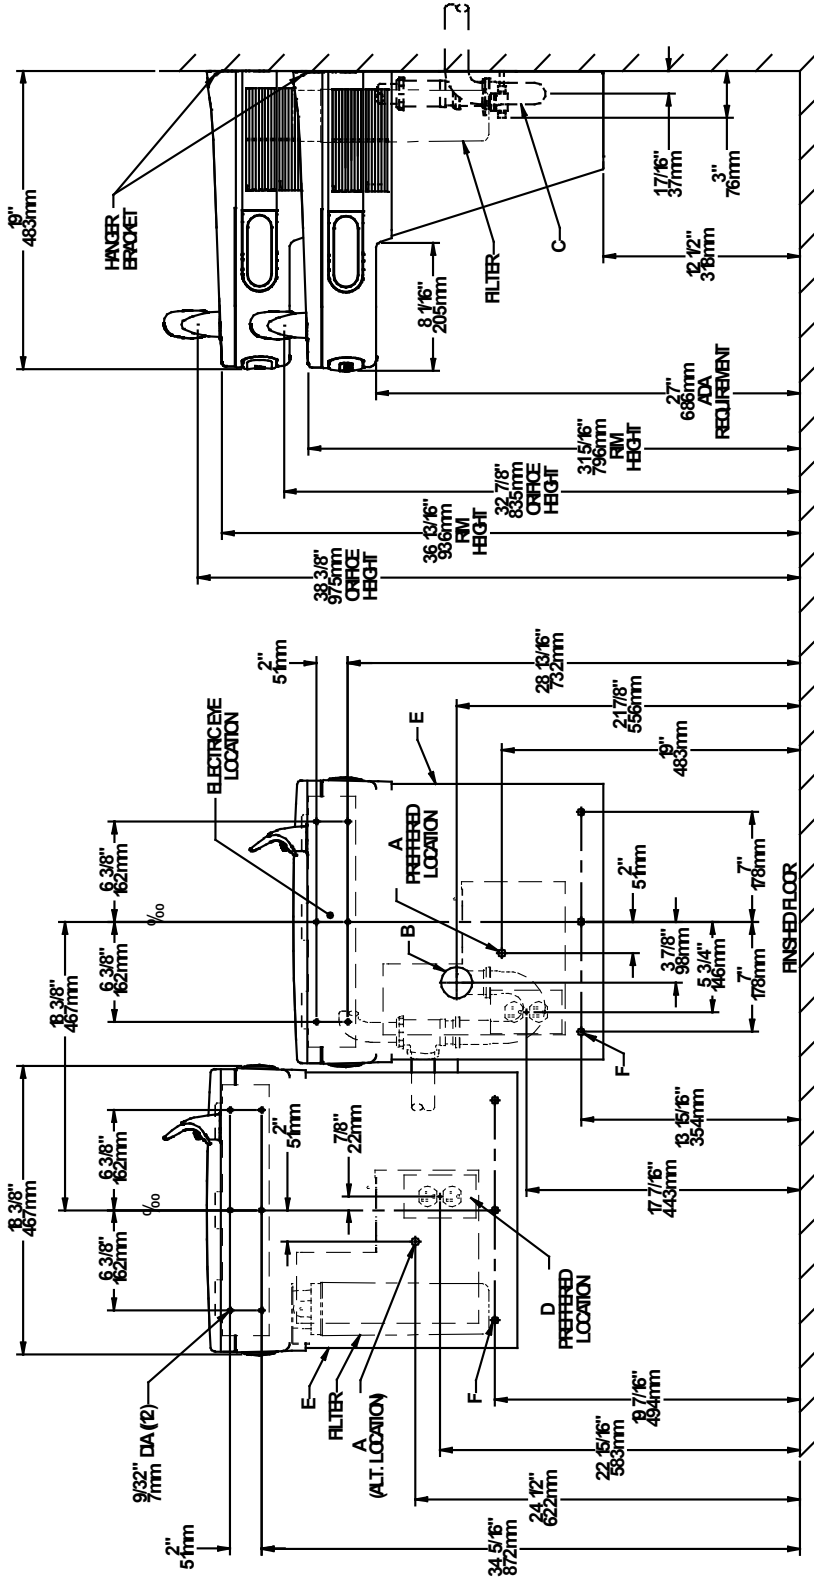 19"
483mm
HANGER
BRACKET
FILTER
C
8 1/16"
205mm
17/16"
37mm
3"
76mm
12 1/2"
318mm
27"
686mm
ADA
REQUIREMENT
31 5/16"
796mm
RIM
HEIGHT
32 7/8"
835mm
ORIFICE
HEIGHT
36 13/16"
936mm
RIM
HEIGHT
38 3/8"
975mm
ORIFICE
HEIGHT
2"
51mm
28 13/16"
732mm
21 7/8"
556mm
19"
483mm
ELECTRIC EYE
LOCATION
E
A
PREFFERED
LOCATION
B
6 3/8"
162mm
6 3/8"
162mm
18 3/8"
467mm
2"
51mm
3 7/8"
98mm
5 3/4"
146mm
7"
178mm
7"
178mm
FINISHED FLOOR
F
13 15/16"
354mm
17 7/16"
443mm
18 3/8"
467mm
6 3/8"
162mm
6 3/8"
162mm
2"
51mm
7/8"
22mm
D
PREFFERED
LOCATION
E
FILTER
A
(ALT. LOCATION)
F
9/32"
7mm DIA (12)
2"
51mm
19 7/16"
494mm
22 15/16"
583mm
24 1/2"
622mm
34 5/16"
872mm